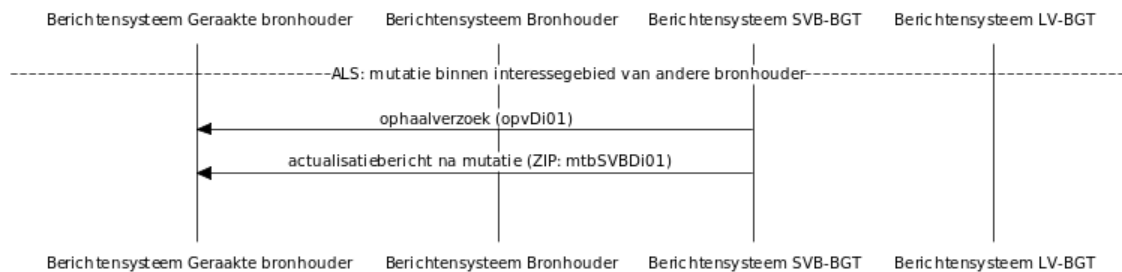 Berichtensysteem Geraakte bronhouder Berichtensysteem Bronhouder Berichtensysteem SVB-BGT Berichtensysteem LV-BGT
ALS: mutatie binnen interessegebied van andere bronhouder
ophaalverzoek (opvDi01)
actualisatiebericht na mutatie (ZIP: mtbSVBDi01)
Berichtensysteem Geraakte bronhouder Berichtensysteem Bronhouder Berichtensysteem SVB-BGT Berichtensysteem LV-BGT